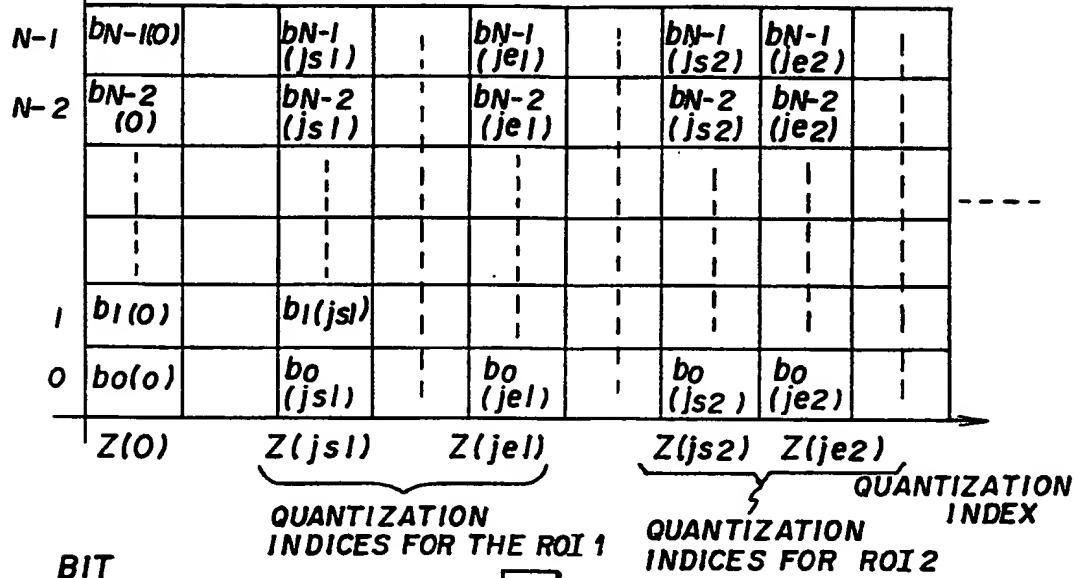 N-1 bN-1(0) bN-1 bN-1 bN-1 bN-1
(js1) (je1) (js2) (je2)
N-2 bN-2 bN-2 bN-2 bN-2 bN-2
(0) (js1) (je1) (js2) (je2)
1 b1(0) b1(js1)
0 b0(0) b0 b0 b0 b0
(js1) (je1) (js2) (je2)
Z(0) Z(js1) Z(je1) Z(js2) Z(je2)
QUANTIZATION
INDEX
QUANTIZATION
INDICES FOR THE ROI 1
QUANTIZATION
INDICES FOR ROI 2
BIT